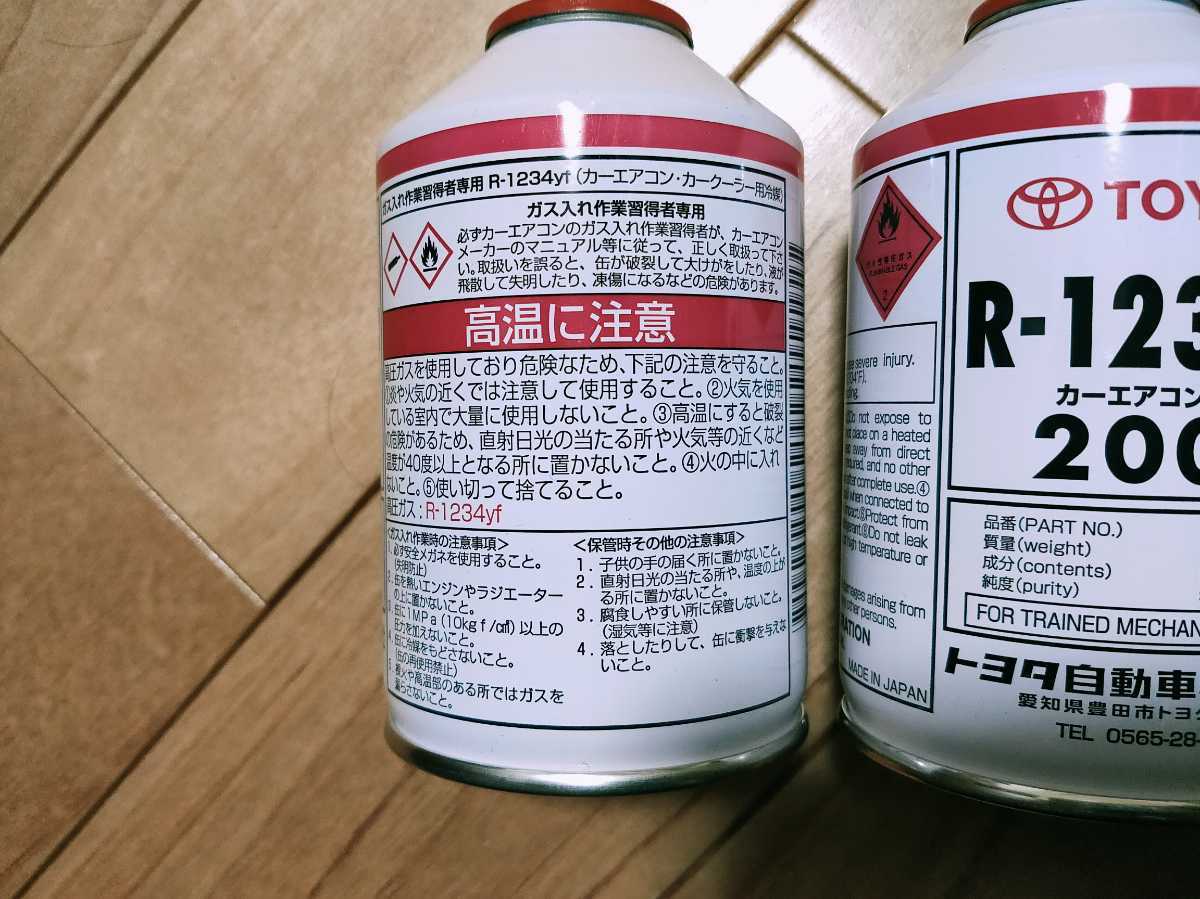 ガス入れ作業習得者専用 R-1234yf (カーエアコン・カークーラー用冷媒)
ガス入れ作業習得者専用
必ずカーエアコンのガス入れ作業習得者が、カーエアコン
メーカーのマニュアル等に従って、正しく取扱って下さ
い。取扱いを誤ると、缶が破裂して大けがをしたり、液が
飛散して失明したり、凍傷になるなどの危険があります。
高温に注意
高圧ガスを使用しており危険なため、下記の注意を守ること。
①炎や火気の近くでは注意して使用すること。②火気を使用
している室内で大量に使用しないこと。③高温にすると破裂
の危険があるため、直射日光の当たる所や火気等の近くなど
温度が40度以上となる所に置かないこと。④火の中に入れ
ないこと。⑤使い切って捨てること。
高圧ガス : R-1234yf
<ガス入れ作業時の注意事項>
1. 必ず安全メガネを使用すること。
(失明防止)
2. 缶を熱いエンジンやラジエーター
の上に置かないこと。
3. 缶に1MPa (10kgf/㎠) 以上の
圧力を加えないこと。
4. 缶に冷媒をもどさないこと。
(缶の再使用禁止)
5. 裸火や高温部のある所ではガスを
漏らさないこと。
<保管時その他の注意事項>
1. 子供の手の届く所に置かないこと。
2. 直射日光の当たる所や、温度の上が
る所に置かないこと。
3. 腐食しやすい所に保管しないこと。
(湿気等に注意)
4. 落としたりして、缶に衝撃を与えな
いこと。
FLAMMABLE GAS
2
severe injury.
Do not expose to
place on a heated
away from direct
and no other
after complete use.④
when connected to
Protect from
Do not leak
high temperature or
damages arising from
other persons.
MADE IN JAPAN
TOY
R-123
カーエアコン
200
品番(PART NO.)
質量(weight)
成分(contents)
純度(purity)
FOR TRAINED MECHAN
トヨタ自動車
愛知県豊田市トヨ
TEL 0565-28-